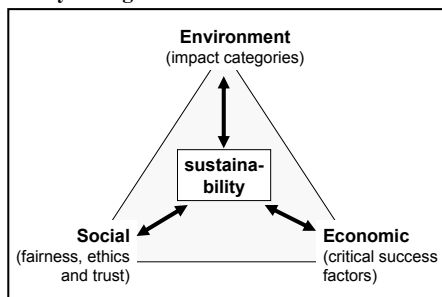 Environment
(impact categories)
sustaina-
bility
Social
(fairness, ethics
and trust)
Economic
(critical success
factors)